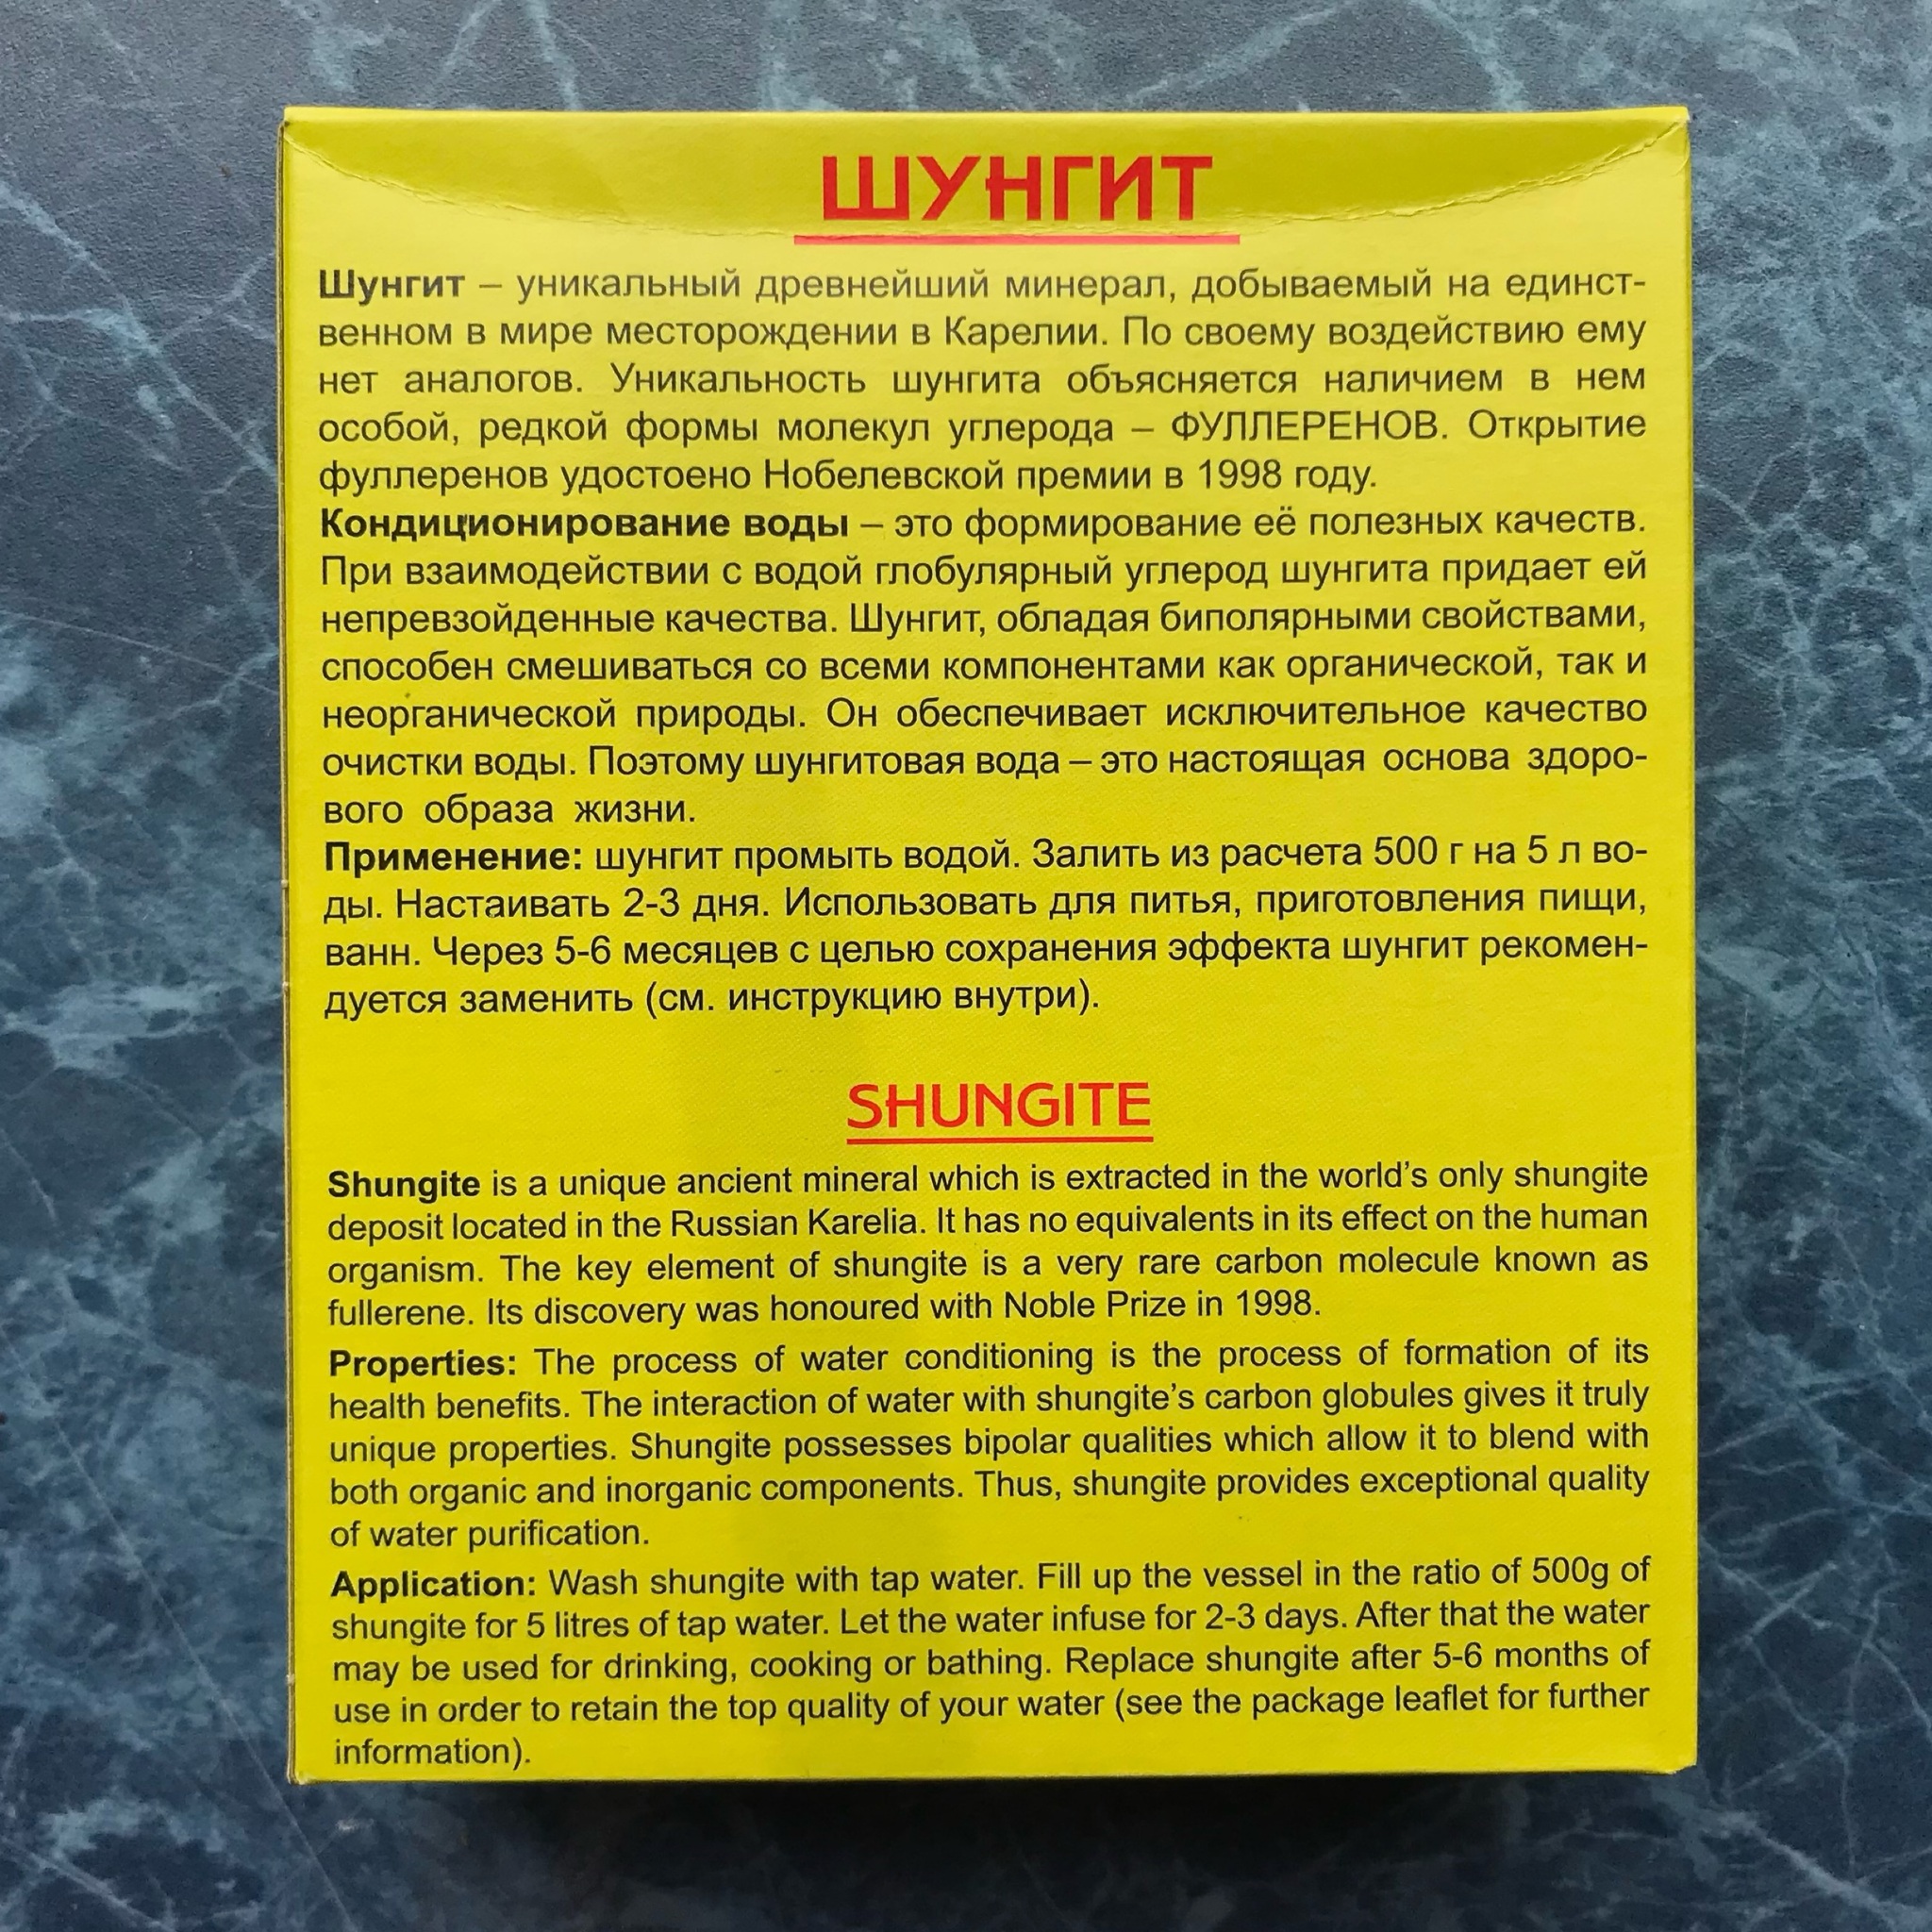 ШУНГИТ
Шунгит – уникальный древнейший минерал, добываемый на единст-
венном в мире месторождении в Карелии. По своему воздействию ему
нет аналогов. Уникальность шунгита объясняется наличием в нем
особой, редкой формы молекул углерода – ФУЛЛЕРЕНОВ. Открытие
фуллеренов удостоено Нобелевской премии в 1998 году.
Кондиционирование воды – это формирование её полезных качеств.
При взаимодействии с водой глобулярный углерод шунгита придает ей
непревзойденные качества. Шунгит, обладая биполярными свойствами,
способен смешиваться со всеми компонентами как органической, так и
неорганической природы. Он обеспечивает исключительное качество
очистки воды. Поэтому шунгитовая вода – это настоящая основа здоро-
вого образа жизни.
Применение: шунгит промыть водой. Залить из расчета 500 г на 5 л во-
ды. Настаивать 2-3 дня. Использовать для питья, приготовления пищи,
ванн. Через 5-6 месяцев с целью сохранения эффекта шунгит рекомен-
дуется заменить (см. инструкцию внутри).
SHUNGITE
Shungite is a unique ancient mineral which is extracted in the world’s only shungite
deposit located in the Russian Karelia. It has no equivalents in its effect on the human
organism. The key element of shungite is a very rare carbon molecule known as
fullerene. Its discovery was honoured with Noble Prize in 1998.
Properties: The process of water conditioning is the process of formation of its
health benefits. The interaction of water with shungite’s carbon globules gives it truly
unique properties. Shungite possesses bipolar qualities which allow it to blend with
both organic and inorganic components. Thus, shungite provides exceptional quality
of water purification.
Application: Wash shungite with tap water. Fill up the vessel in the ratio of 500g of
shungite for 5 litres of tap water. Let the water infuse for 2-3 days. After that the water
may be used for drinking, cooking or bathing. Replace shungite after 5-6 months of
use in order to retain the top quality of your water (see the package leaflet for further
information).